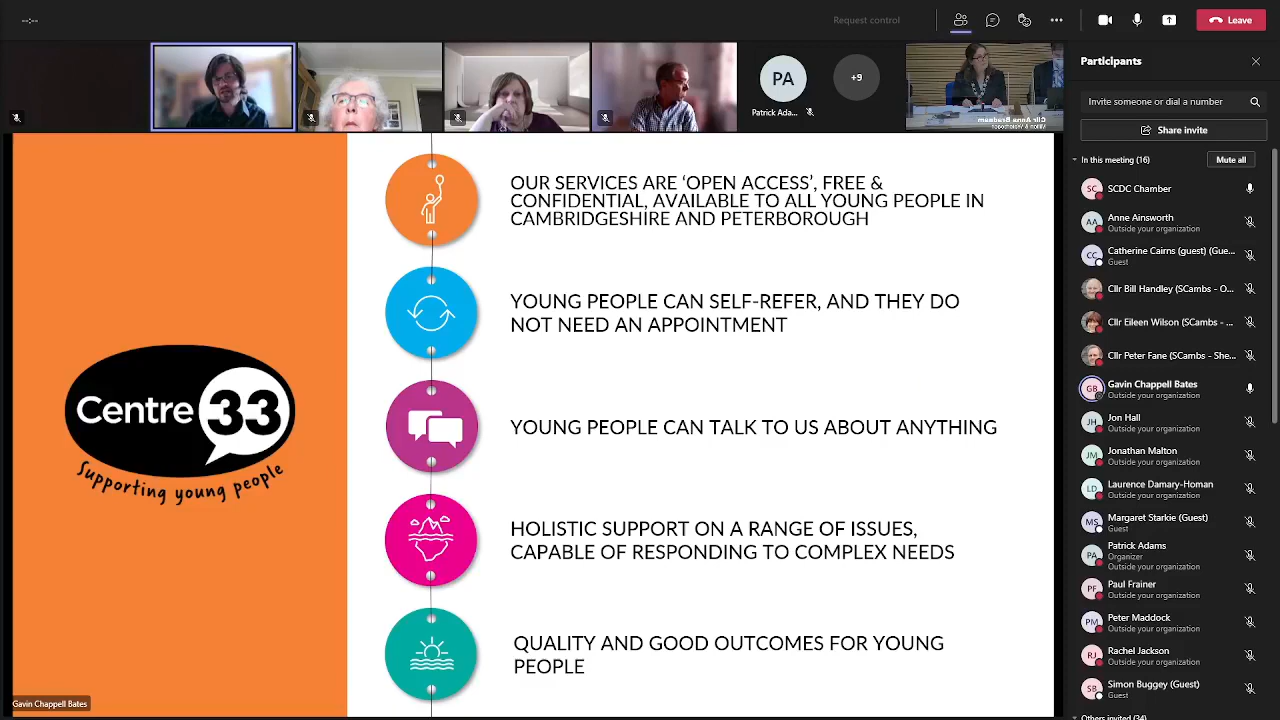 --:--
Request control
Leave
PA
+9
Patrick Ada...
Cllr Anna Bradnam
Milton & Waterbeach
Participants
Invite someone or dial a number
Share invite
In this meeting (16)
Mute all
SC
SCDC Chamber
AA
Anne Ainsworth
Outside your organization
CC
Catherine Cairns (guest) (Gue...
Guest
Cllr Bill Handley (SCambs - O...
Cllr Eileen Wilson (SCambs - ...
Cllr Peter Fane (SCambs - She...
GB
Gavin Chappell Bates
JH
Jon Hall
Outside your organization
JM
Jonathan Malton
Outside your organization
LD
Laurence Damary-Homan
Outside your organization
MS
Margaret Starkie (Guest)
Guest
PA
Patrick Adams
Organizer
Outside your organization
PF
Paul Frainer
Outside your organization
PM
Peter Maddock
Outside your organization
RJ
Rachel Jackson
Outside your organization
SB
Simon Buggey (Guest)
Guest
Others invited (34)
Centre 33
Supporting young people
OUR SERVICES ARE ‘OPEN ACCESS’, FREE &
CONFIDENTIAL, AVAILABLE TO ALL YOUNG PEOPLE IN
CAMBRIDGESHIRE AND PETERBOROUGH
YOUNG PEOPLE CAN SELF-REFER, AND THEY DO
NOT NEED AN APPOINTMENT
YOUNG PEOPLE CAN TALK TO US ABOUT ANYTHING
HOLISTIC SUPPORT ON A RANGE OF ISSUES,
CAPABLE OF RESPONDING TO COMPLEX NEEDS
QUALITY AND GOOD OUTCOMES FOR YOUNG
PEOPLE
Gavin Chappell Bates